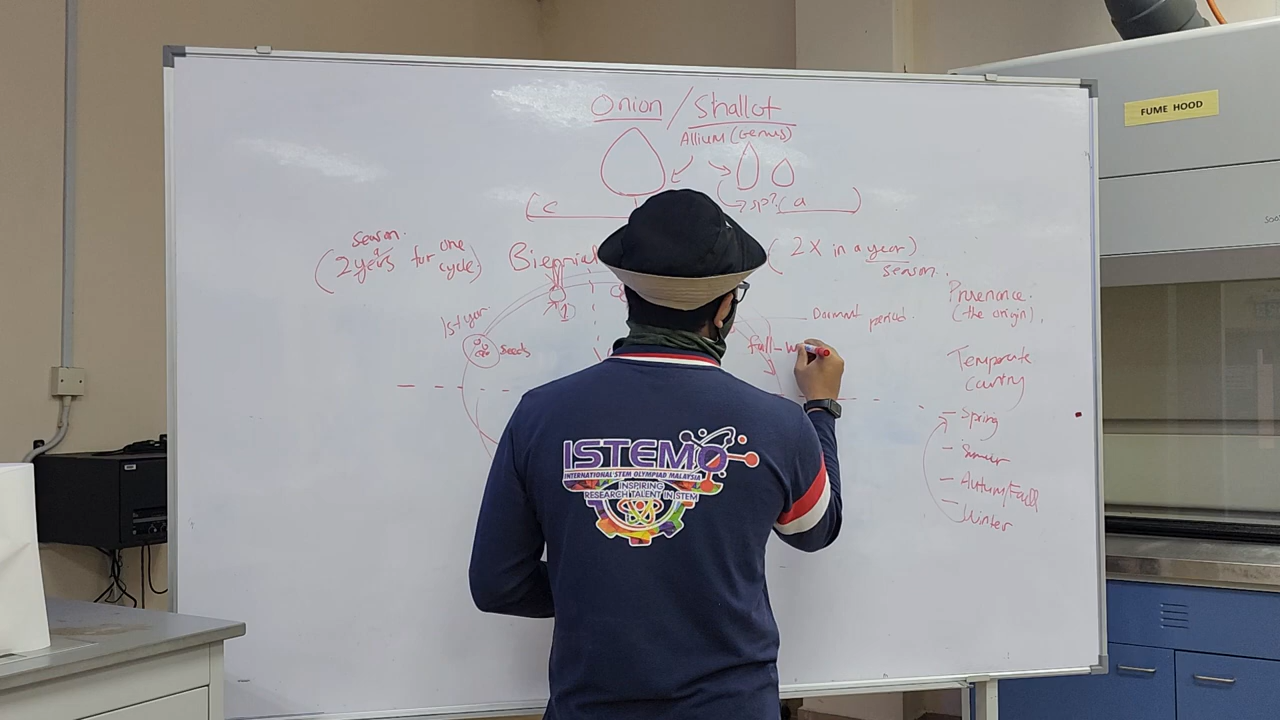 Onion / Shallot
Allium (Genus)
( c
→ sp? ( a )
season.
(2 years for one
cycle)
Biennial
( 2X in a year)
season.
1st year
1
seeds
Dormant period.
Fall-w
(the origin),
Temperate
country
- Spring
- Summer
- Autumn/Fall
- Winter
FUME HOOD
ISTEMO
INTERNATIONAL STEM OLYMPIAD MALAYSIA
INSPIRING
RESEARCH TALENT IN STEM